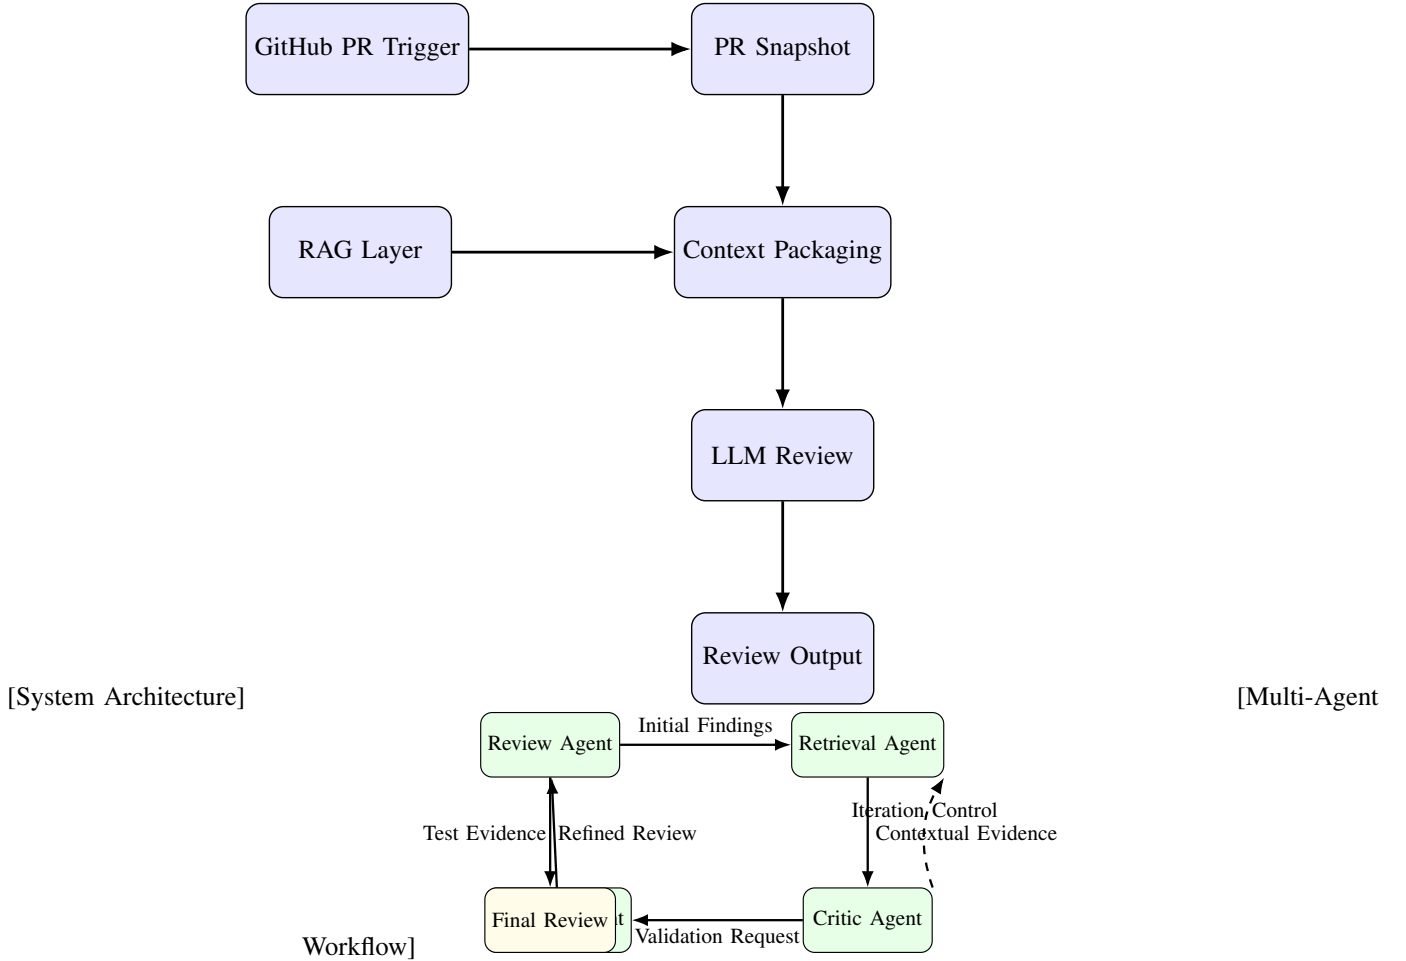 GitHub PR Trigger
PR Snapshot
RAG Layer
Context Packaging
LLM Review
Review Output
[System Architecture]
[Multi-Agent
Review Agent
Initial Findings
Retrieval Agent
Iteration Control
Test Evidence
Refined Review
Contextual Evidence
Final Review
Validation Request
Critic Agent
Workflow]